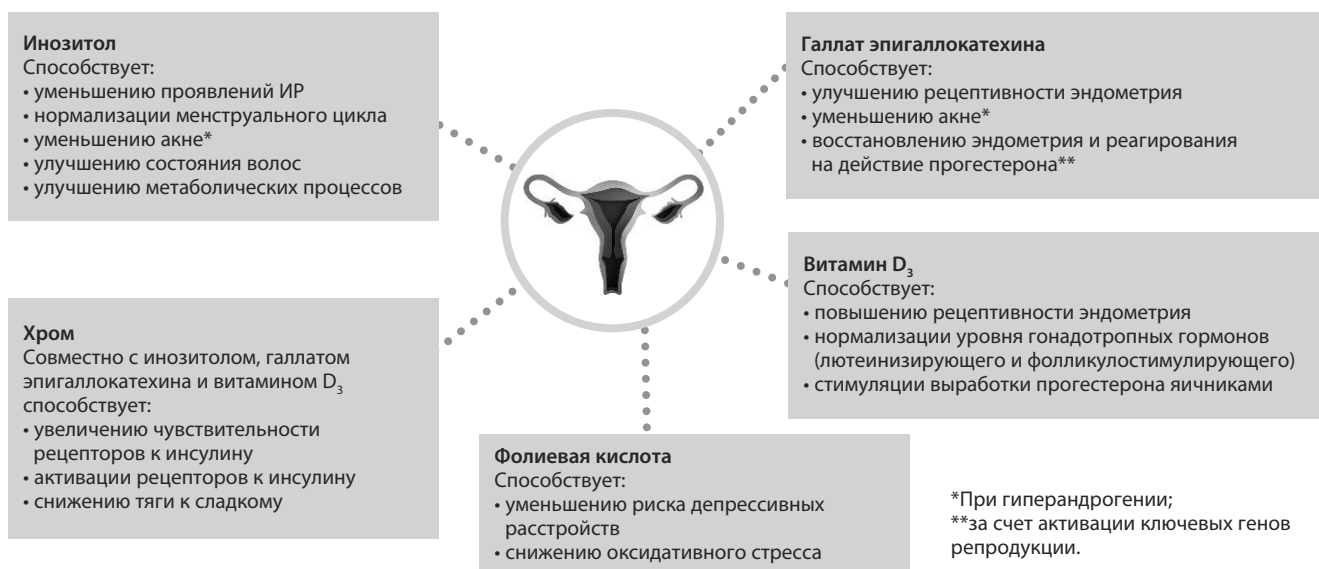 Инозитол
Способствует:
• уменьшению проявлений ИР
• нормализации менструального цикла
• уменьшению акне*
• улучшению состояния волос
• улучшению метаболических процессов
Галлат эпигаллокатехина
Способствует:
• улучшению рецептивности эндометрия
• уменьшению акне*
• восстановлению эндометрия и реагирования
на действие прогестерона**
Хром
Совместно с инозитолом, галлатом
эпигаллокатехина и витамином D₃
способствует:
• увеличению чувствительности
рецепторов к инсулину
• активации рецепторов к инсулину
• снижению тяги к сладкому
Витамин D₃
Способствует:
• повышению рецептивности эндометрия
• нормализации уровня гонадотропных гормонов
(лютеинизирующего и фолликулостимулирующего)
• стимуляции выработки прогестерона яичниками
Фолиевая кислота
Способствует:
• уменьшению риска депрессивных
расстройств
• снижению оксидативного стресса
*При гиперандрогении;
**за счет активации ключевых генов
репродукции.